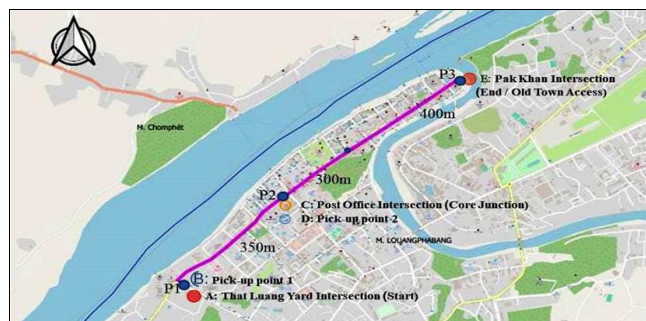 P3
E: Pak Khan Intersection
(End / Old Town Access)
400m
M. Chomphét
300m
P2
C: Post Office Intersection (Core Junction)
D: Pick-up point 2
350m
M. LOUANGPHABANG
B: Pick-up point 1
P1
A: That Luang Yard Intersection (Start)